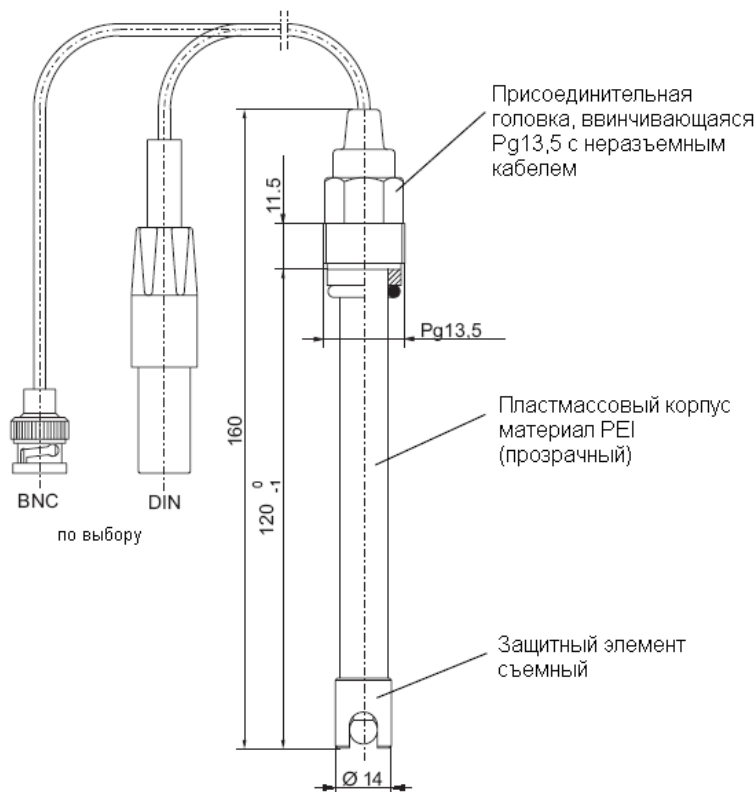 Присоединительная
головка, ввинчивающаяся
Pg13,5 с неразъемным
кабелем
11.5
Pg13,5
160
120 0 -1
Пластмассовый корпус
материал PEI
(прозрачный)
BNC
DIN
по выбору
Защитный элемент
съемный
Ø 14